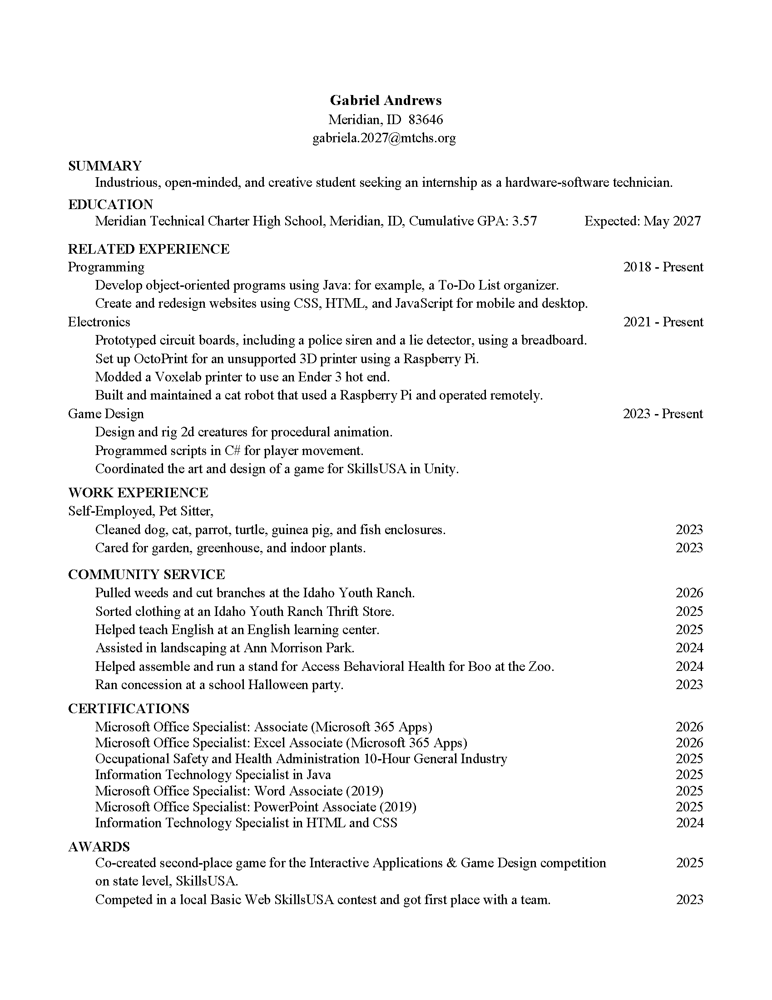 Gabriel Andrews
Meridian, ID  83646
gabriela.2027@mtchs.org
SUMMARY
Industrious, open-minded, and creative student seeking an internship as a hardware-software technician.
EDUCATION
Meridian Technical Charter High School, Meridian, ID, Cumulative GPA: 3.57 Expected: May 2027
RELATED EXPERIENCE
Programming 2018 - Present
Develop object-oriented programs using Java: for example, a To-Do List organizer.
Create and redesign websites using CSS, HTML, and JavaScript for mobile and desktop.
Electronics 2021 - Present
Prototyped circuit boards, including a police siren and a lie detector, using a breadboard.
Set up OctoPrint for an unsupported 3D printer using a Raspberry Pi.
Modded a Voxelab printer to use an Ender 3 hot end.
Built and maintained a cat robot that used a Raspberry Pi and operated remotely.
Game Design 2023 - Present
Design and rig 2d creatures for procedural animation.
Programmed scripts in C# for player movement.
Coordinated the art and design of a game for SkillsUSA in Unity.
WORK EXPERIENCE
Self-Employed, Pet Sitter,
Cleaned dog, cat, parrot, turtle, guinea pig, and fish enclosures. 2023
Cared for garden, greenhouse, and indoor plants. 2023
COMMUNITY SERVICE
Pulled weeds and cut branches at the Idaho Youth Ranch. 2026
Sorted clothing at an Idaho Youth Ranch Thrift Store. 2025
Helped teach English at an English learning center. 2025
Assisted in landscaping at Ann Morrison Park. 2024
Helped assemble and run a stand for Access Behavioral Health for Boo at the Zoo. 2024
Ran concession at a school Halloween party. 2023
CERTIFICATIONS
Microsoft Office Specialist: Associate (Microsoft 365 Apps) 2026
Microsoft Office Specialist: Excel Associate (Microsoft 365 Apps) 2026
Occupational Safety and Health Administration 10-Hour General Industry 2025
Information Technology Specialist in Java 2025
Microsoft Office Specialist: Word Associate (2019) 2025
Microsoft Office Specialist: PowerPoint Associate (2019) 2025
Information Technology Specialist in HTML and CSS 2024
AWARDS
Co-created second-place game for the Interactive Applications & Game Design competition 2025
on state level, SkillsUSA.
Competed in a local Basic Web SkillsUSA contest and got first place with a team. 2023